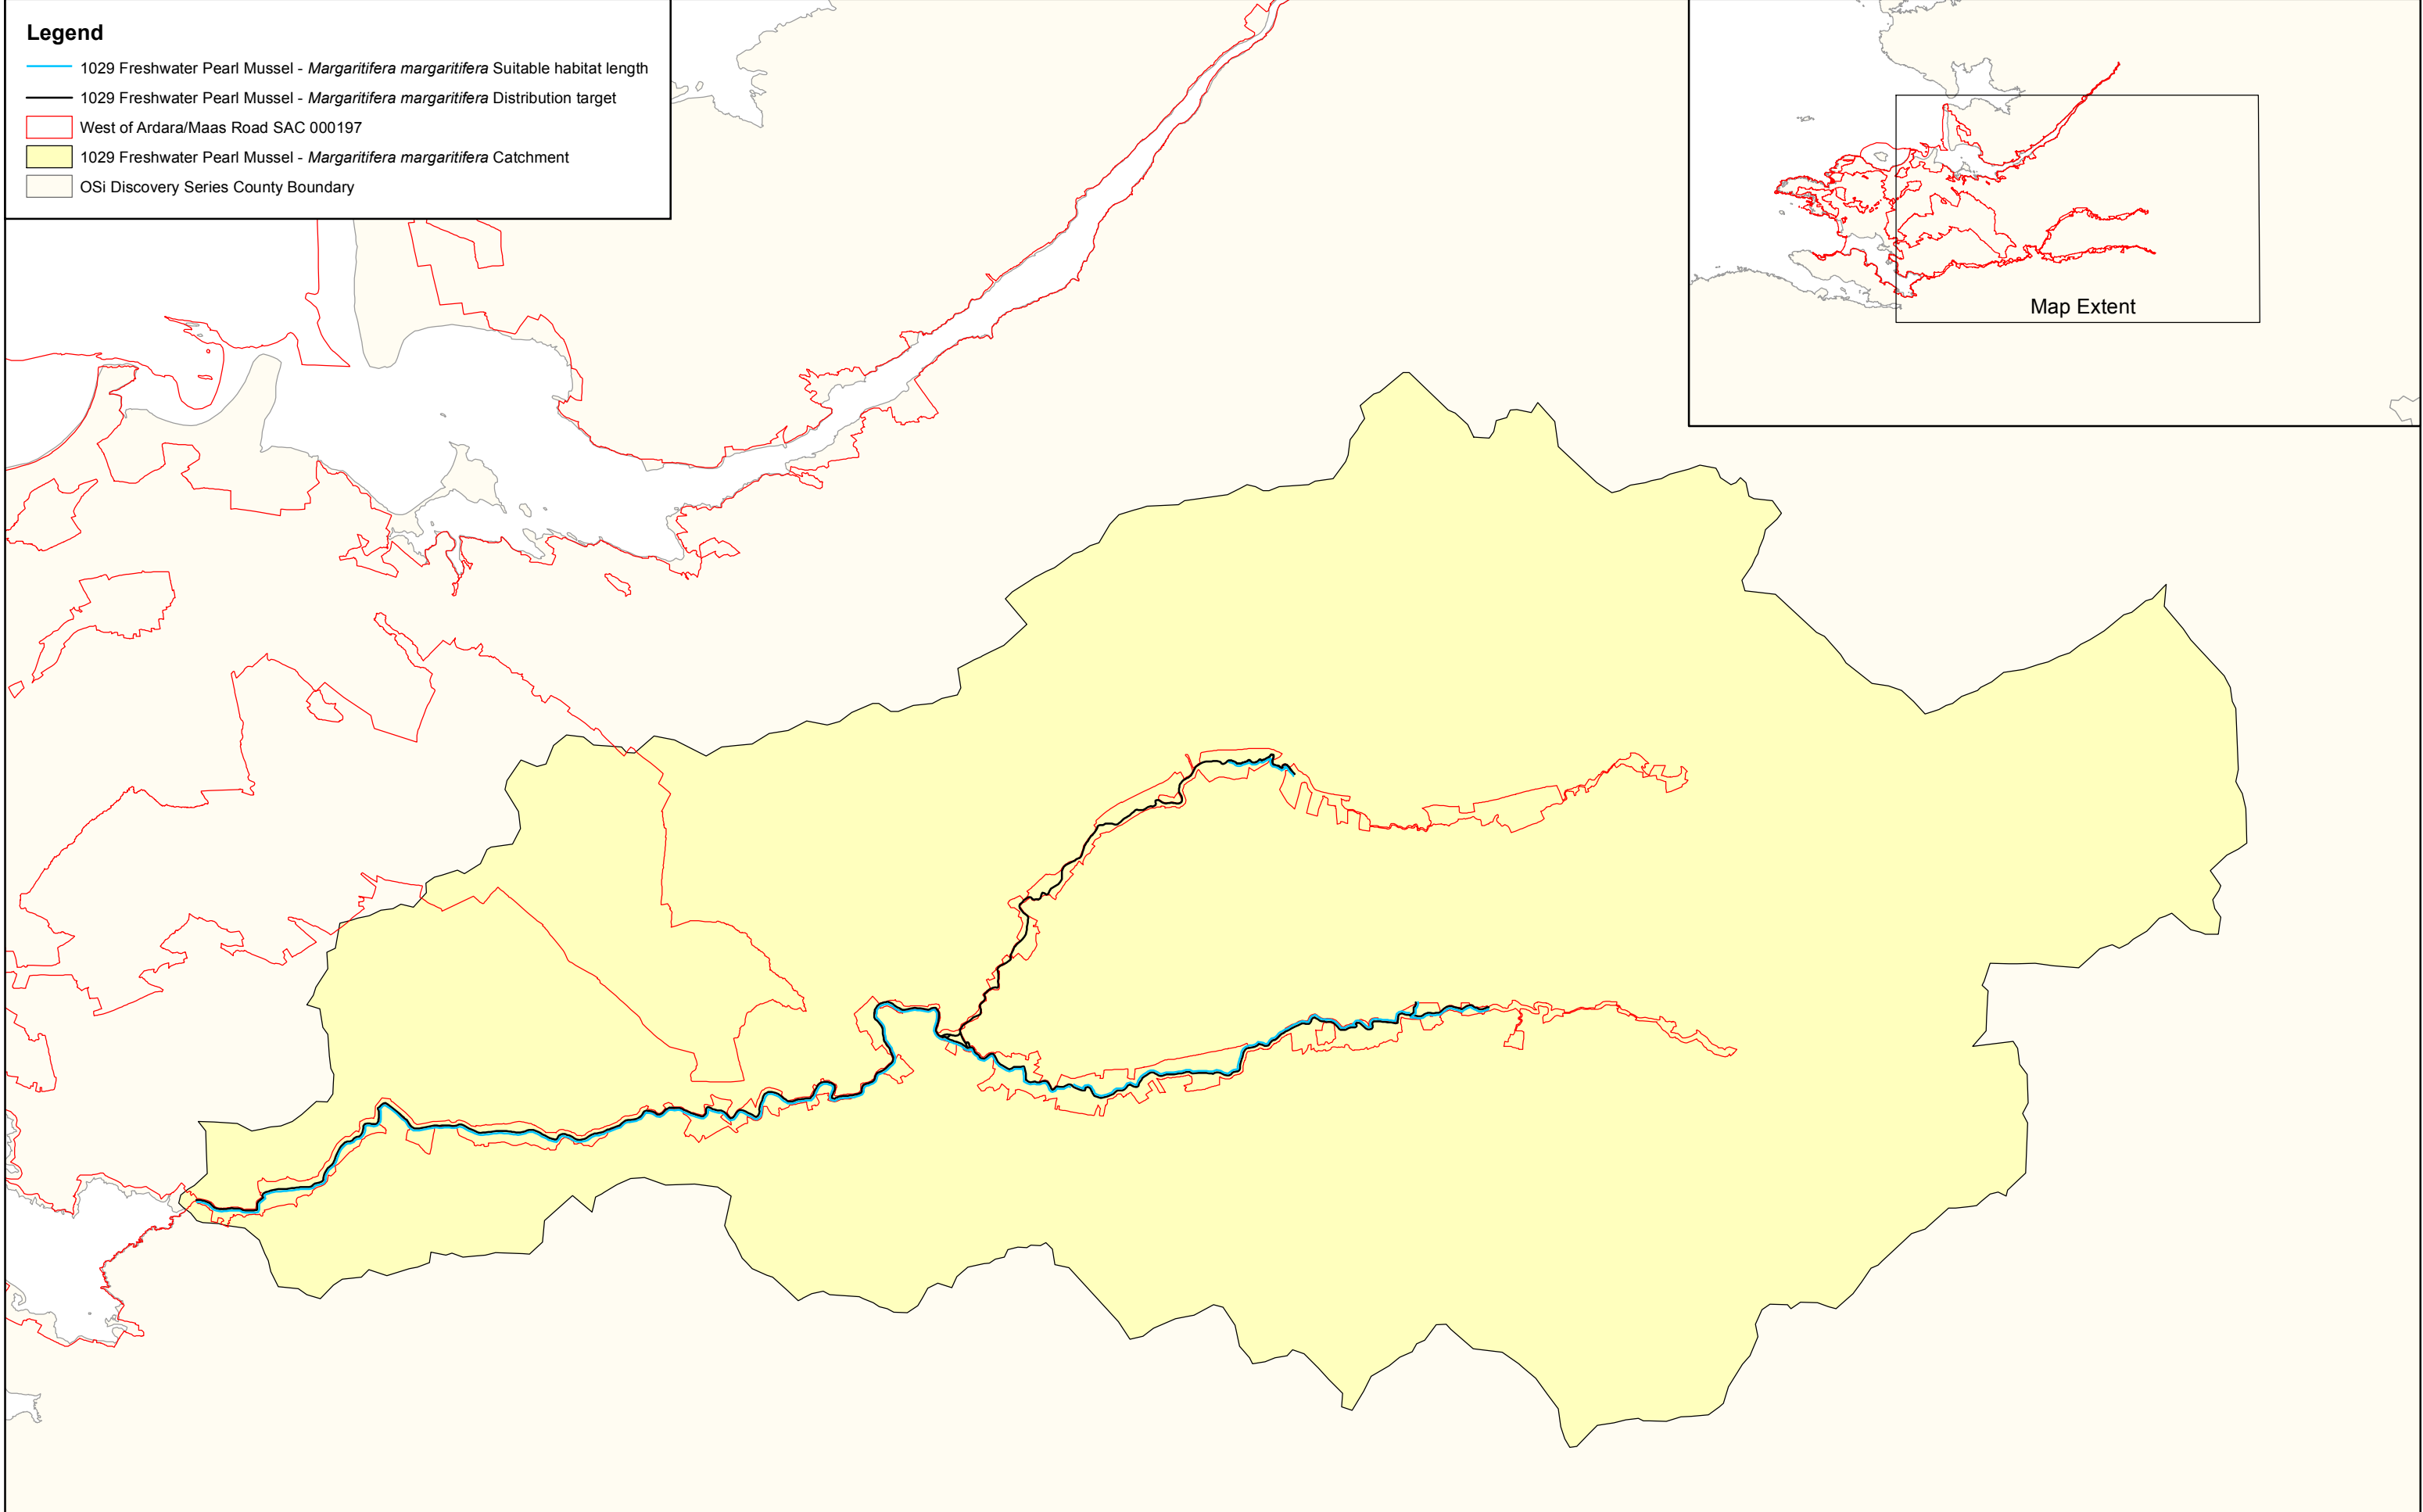 Legend
1029 Freshwater Pearl Mussel - Margaritifera margaritifera Suitable habitat length
1029 Freshwater Pearl Mussel - Margaritifera margaritifera Distribution target
West of Ardara/Maas Road SAC 000197
1029 Freshwater Pearl Mussel - Margaritifera margaritifera Catchment
OSi Discovery Series County Boundary
Map Extent